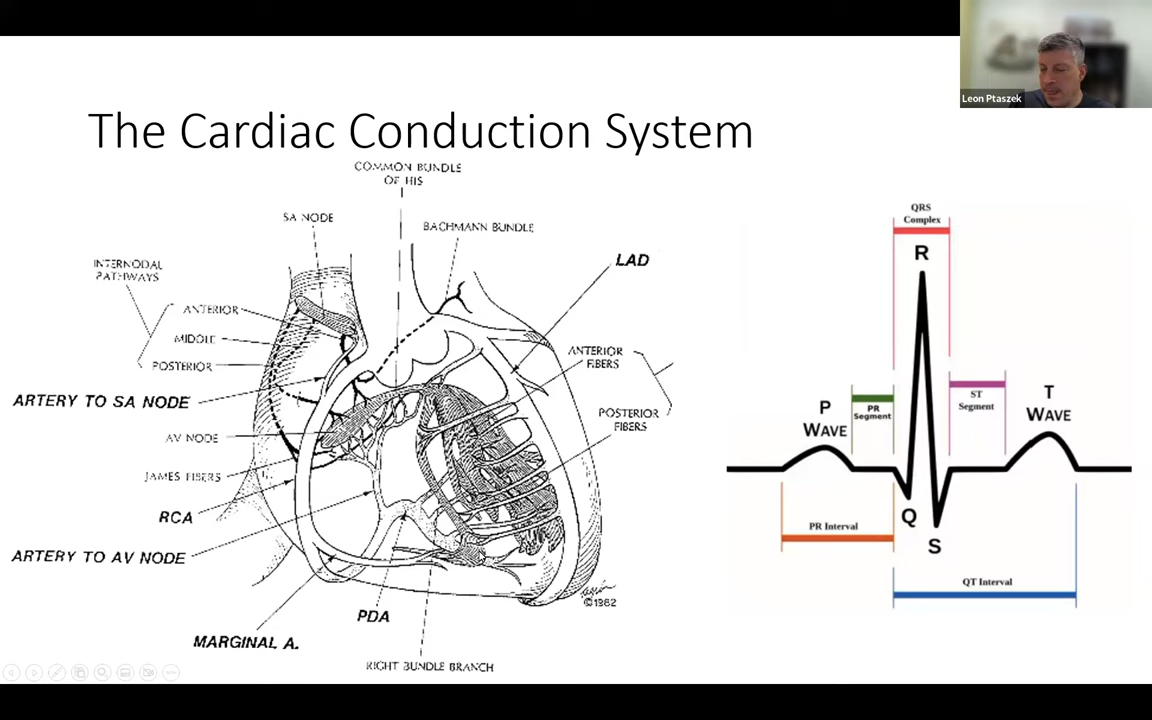 Leon Ptaszek
The Cardiac Conduction System
COMMON BUNDLE
OF HIS
SA NODE
BACHMANN BUNDLE
LAD
INTERNODAL
PATHWAYS
ANTERIOR
MIDDLE
POSTERIOR
ANTERIOR
FIBERS
POSTERIOR
FIBERS
ARTERY TO SA NODE
AV NODE
JAMES FIBERS
RCA
ARTERY TO AV NODE
©1982
PDA
MARGINAL A.
RIGHT BUNDLE BRANCH
QRS
Complex
R
P
WAVE
PR
Segment
ST
Segment
T
WAVE
Q
S
PR Interval
QT Interval